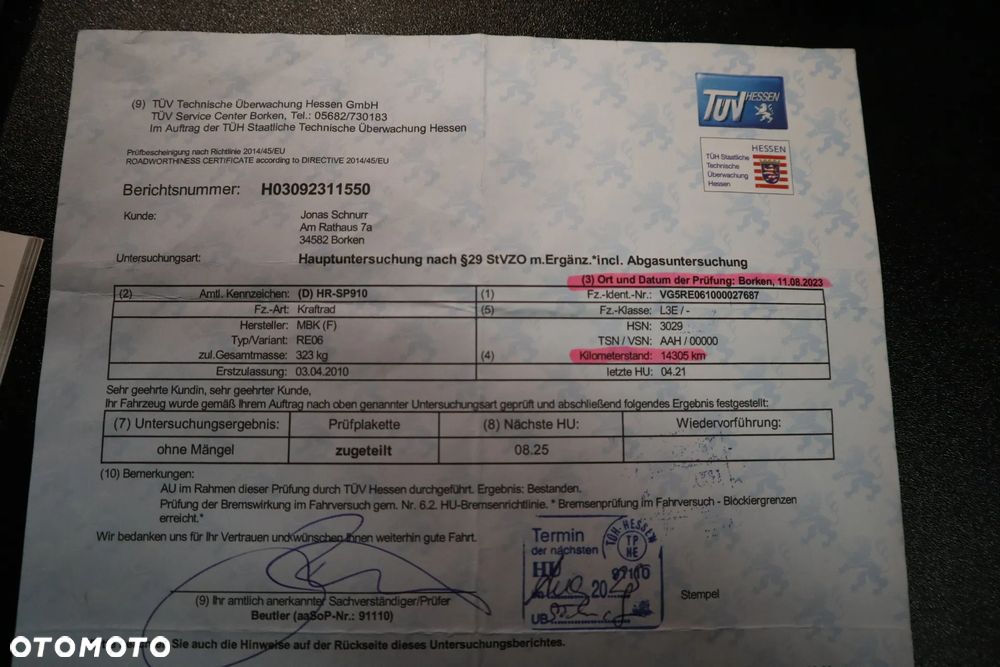 (9) TÜV Technische Überwachung Hessen GmbH
TÜV Service Center Borken, Tel.: 05682/730183
Im Auftrag der TÜH Staatliche Technische Überwachung Hessen
TÜV HESSEN
HESSEN
TÜH Staatliche
Technische
Überwachung
Hessen
Prüfbescheinigung nach Richtlinie 2014/45/EU
ROADWORTHINESS CERTIFICATE according to DIRECTIVE 2014/45/EU
Berichtsnummer: H03092311550
Kunde: Jonas Schnurr
Am Rathaus 7a
34582 Borken
Untersuchungsart: Hauptuntersuchung nach §29 StVZO m.Ergänz.*incl. Abgasuntersuchung
(3) Ort und Datum der Prüfung: Borken, 11.08.2023
(2) Amtl. Kennzeichen: (D) HR-SP910 (1) Fz.-Ident.-Nr.: VG5RE061000027687
Fz.-Art: Kraftrad (5) Fz.-Klasse: L3E / -
Hersteller: MBK (F) HSN: 3029
Typ/Variant: RE06 TSN / VSN: AAH / 00000
zul.Gesamtmasse: 323 kg (4) Kilometerstand: 14305 km
Erstzulassung: 03.04.2010 letzte HU: 04.21
Sehr geehrte Kundin, sehr geehrter Kunde,
Ihr Fahrzeug wurde gemäß Ihrem Auftrag nach oben genannter Untersuchungsart geprüft und abschließend folgendes Ergebnis festgestellt:
(7) Untersuchungsergebnis: Prüfplakette (8) Nächste HU: Wiedervorführung:
ohne Mängel zugeteilt 08.25
(10) Bemerkungen:
AU im Rahmen dieser Prüfung durch TÜV Hessen durchgeführt. Ergebnis: Bestanden.
Prüfung der Bremswirkung im Fahrversuch gem. Nr. 6.2. HU-Bremsenrichtlinie. * Bremsenprüfung im Fahrversuch - Blockiergrenzen
erreicht.*
Wir bedanken uns für Ihr Vertrauen und wünschen Ihnen weiterhin gute Fahrt.
Termin
der nächsten
HU
TÜH-HESSEN
TP
HE
97110
20
UB
Stempel
(9) Ihr amtlich anerkannter Sachverständiger/Prüfer
Beutler (aaSoP-Nr.: 91110)
Sie auch die Hinweise auf der Rückseite dieses Untersuchungsberichtes.
OTOMOTO